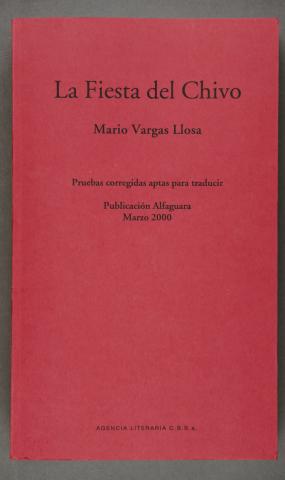 La Fiesta del Chivo
Mario Vargas Llosa
Pruebas corregidas aptas para traducir
Publicación Alfaguara
Marzo 2000
AGENCIA LITERARIA C.B.S.A.